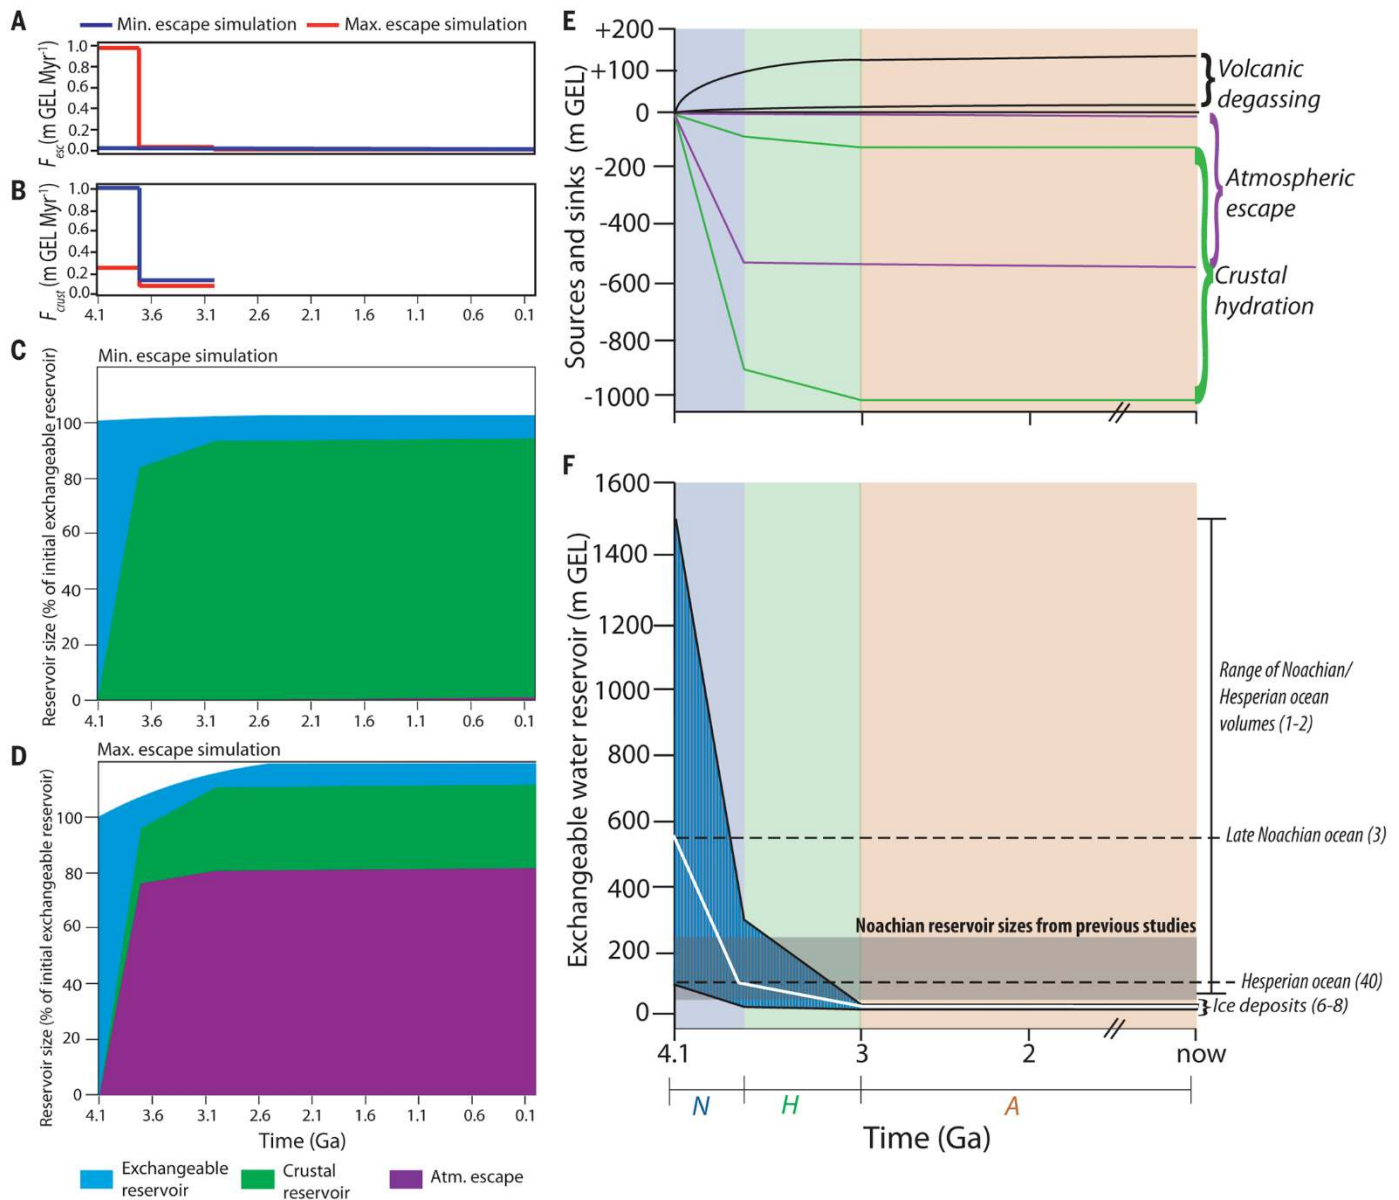 A
Min. escape simulation
Max. escape simulation
F_esc (m GEL Myr⁻¹)
1.0
0.8
0.6
0.4
0.2
0.0
B
F_crust (m GEL Myr⁻¹)
1.0
0.8
0.6
0.4
0.2
0.0
4.1 3.6 3.1 2.6 2.1 1.6 1.1 0.6 0.1
C
Min. escape simulation
Reservoir size (% of initial exchangeable reservoir)
100
80
60
40
20
0
4.1 3.6 3.1 2.6 2.1 1.6 1.1 0.6 0.1
D
Max. escape simulation
Reservoir size (% of initial exchangeable reservoir)
100
80
60
40
20
0
4.1 3.6 3.1 2.6 2.1 1.6 1.1 0.6 0.1
Time (Ga)
Exchangeable
reservoir
Crustal
reservoir
Atm. escape
E
Sources and sinks (m GEL)
+200
+100
0
-200
-400
-600
-800
-1000
Volcanic
degassing
Atmospheric
escape
Crustal
hydration
F
Exchangeable water reservoir (m GEL)
1600
1400
1200
1000
800
600
400
200
0
Range of Noachian/
Hesperian ocean
volumes (1-2)
Late Noachian ocean (3)
Noachian reservoir sizes from previous studies
Hesperian ocean (40)
Ice deposits (6-8)
4.1 3 2 now
N H A
Time (Ga)